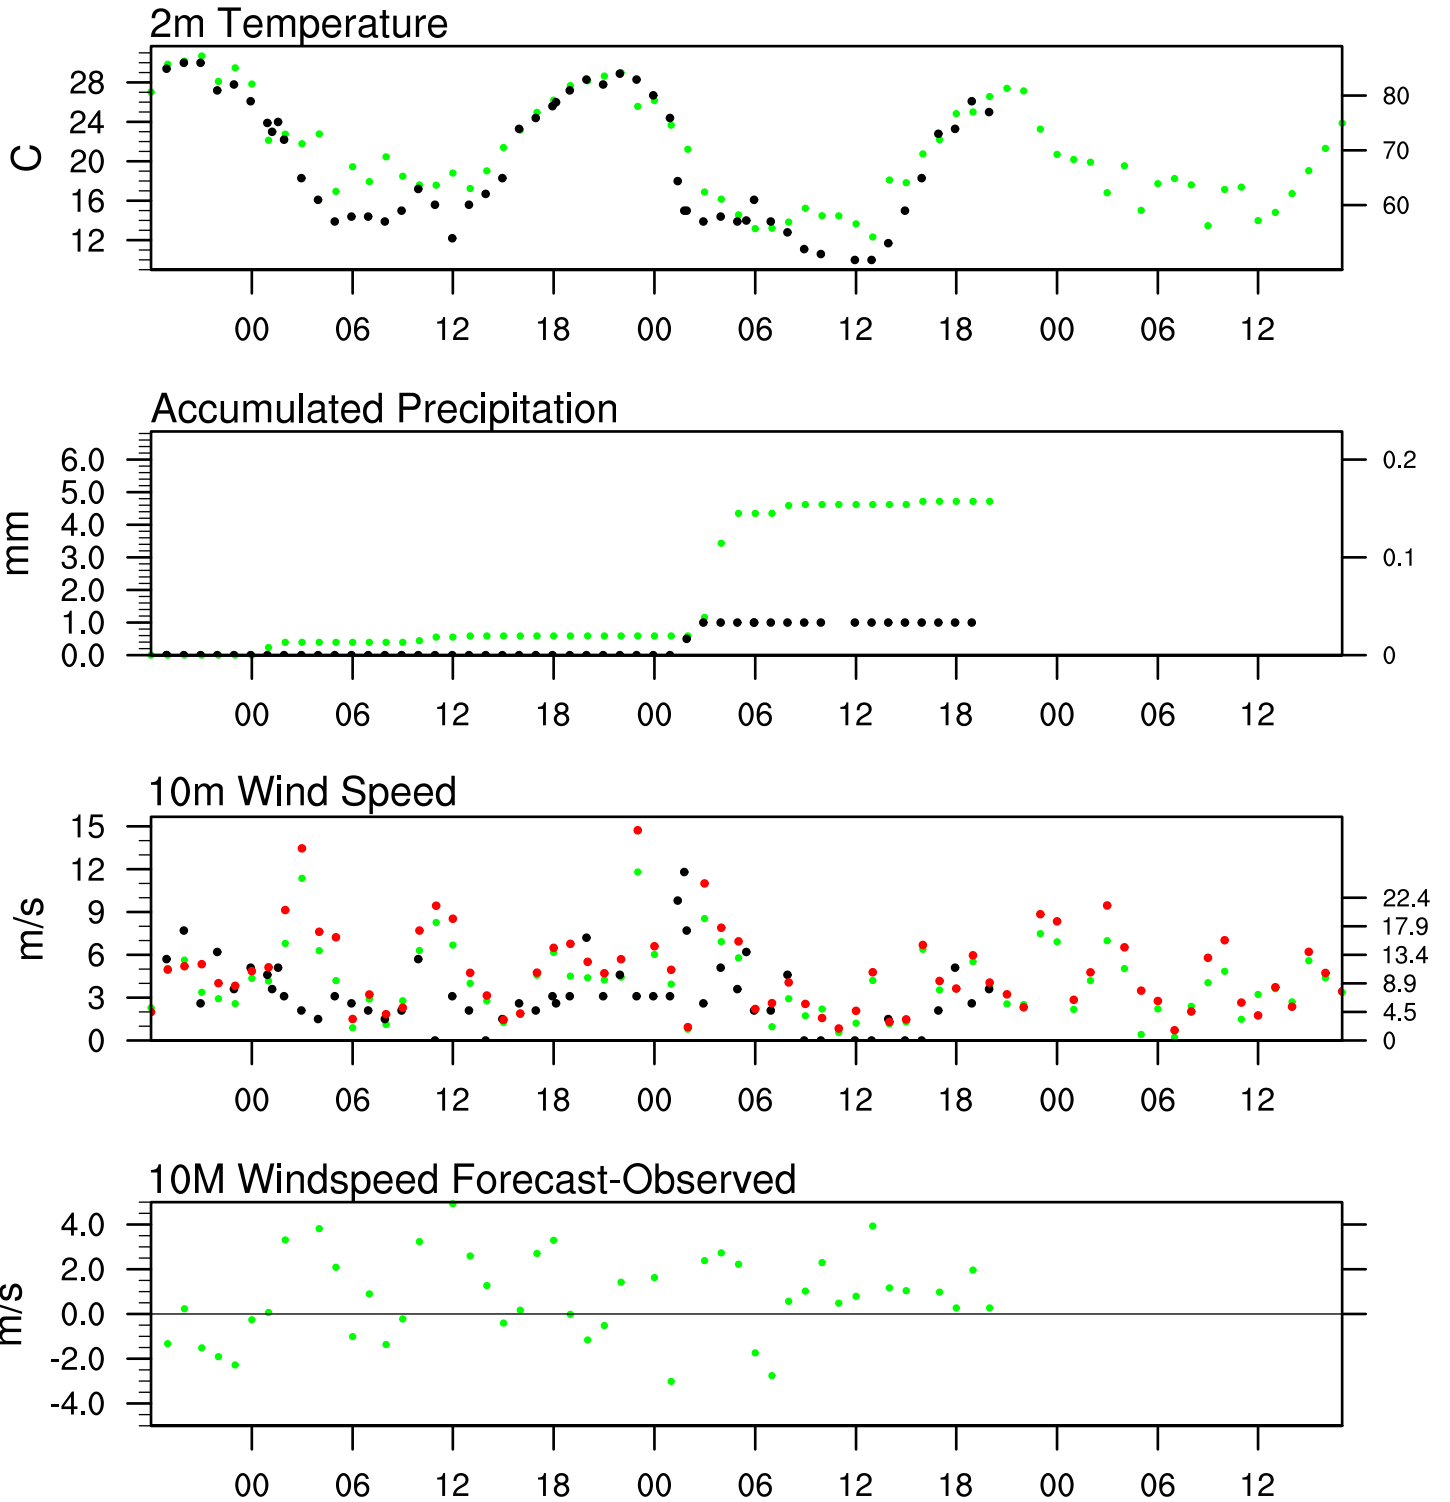 2m Temperature
28
24
20
16
12
C
80
70
60
00 06 12 18 00 06 12 18 00 06 12
Accumulated Precipitation
6.0
5.0
4.0
3.0
2.0
1.0
0.0
mm
0.2
0.1
0
00 06 12 18 00 06 12 18 00 06 12
10m Wind Speed
15
12
9
6
3
0
m/s
22.4
17.9
13.4
8.9
4.5
0
00 06 12 18 00 06 12 18 00 06 12
10M Windspeed Forecast-Observed
4.0
2.0
0.0
-2.0
-4.0
m/s
00 06 12 18 00 06 12 18 00 06 12